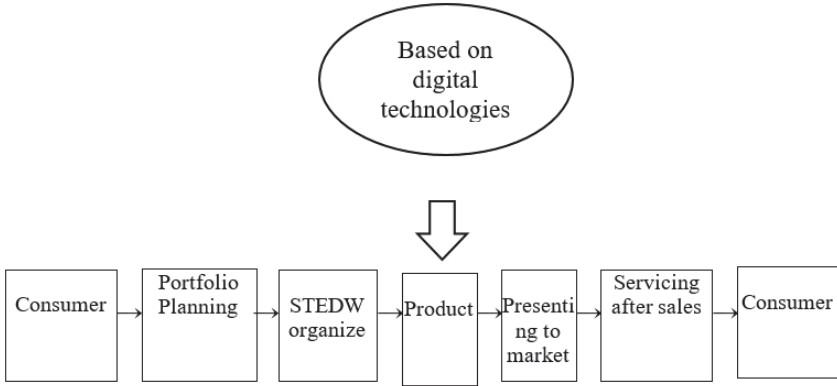 Based on
digital
technologies
Consumer
Portfolio
Planning
STEDW
organize
Product
Presenti
ng to
market
Servicing
after sales
Consumer